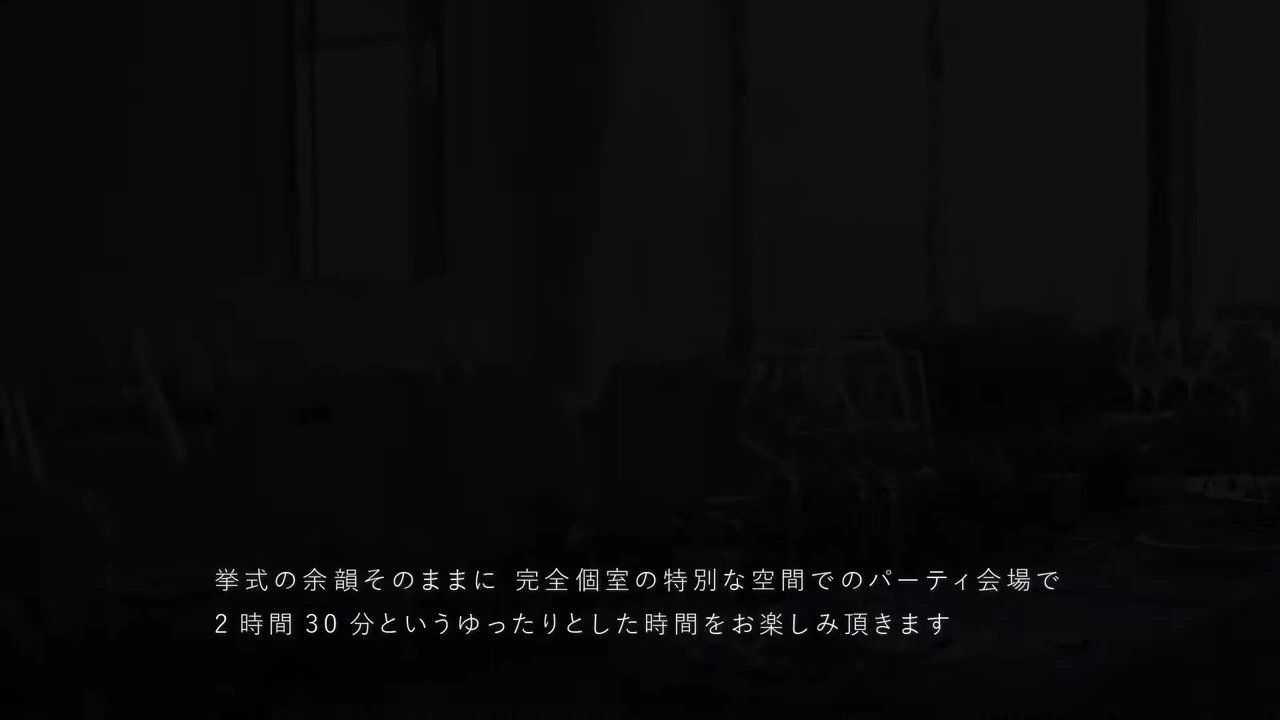 挙式の余韻そのままに 完全個室の特別な空間でのパーティ会場で
2時間30分というゆったりとした時間をお楽しみ頂きます